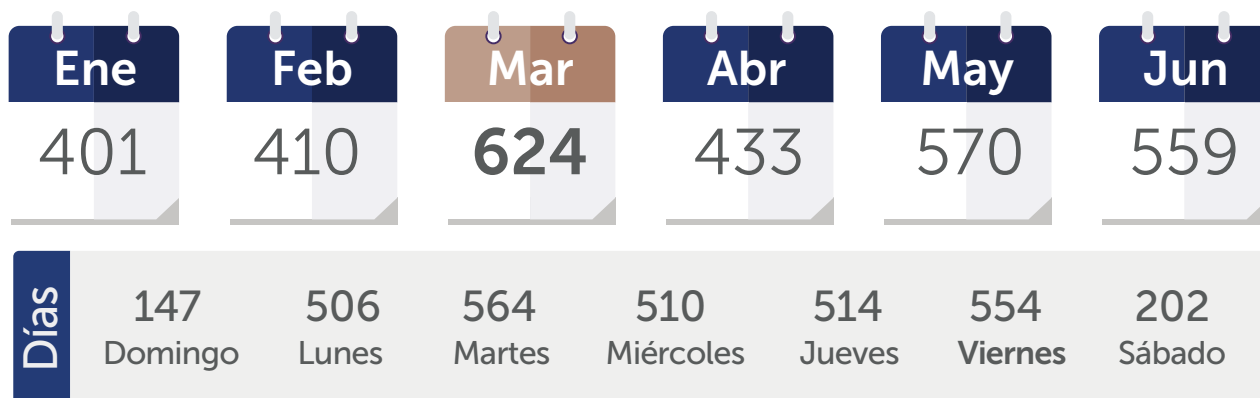 Ene Feb Mar Abr May Jun
401 410 624 433 570 559
Días
147 506 564 510 514 554 202
Domingo Lunes Martes Miércoles Jueves Viernes Sábado